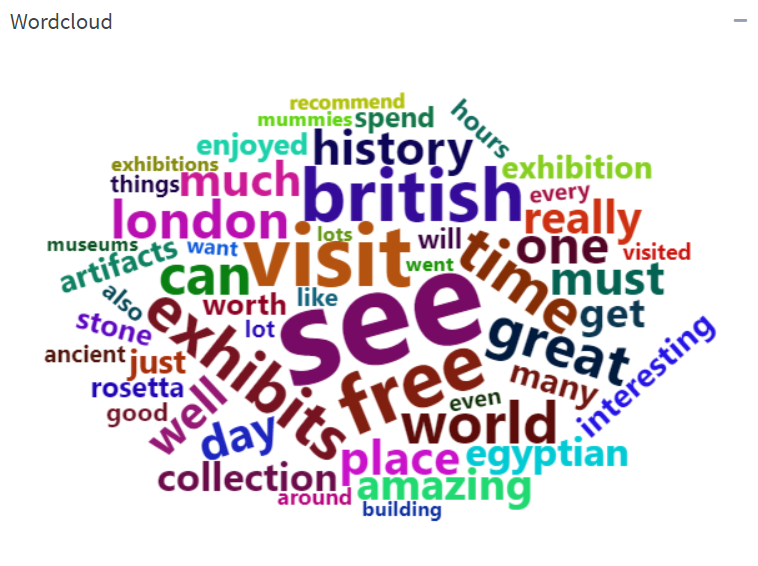 Wordcloud
recommend
mummies spend
hours
enjoyed history
exhibitions
exhibition
things much british every
london really
lots will one visited
museums want visit time
artifacts can went must
also worth like see get
stone lot exhibits great
ancient just free interesting
rosetta many
good well even
day world
place egyptian
collection amazing
around
building